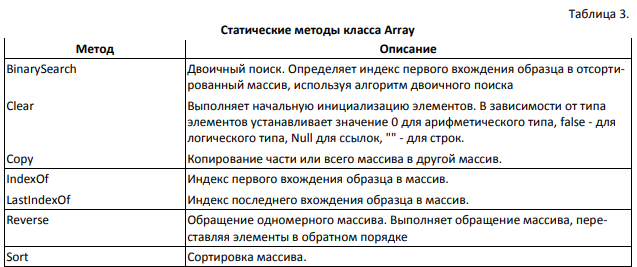 Таблица 3.
Статические методы класса Array
Метод Описание
BinarySearch Двоичный поиск. Определяет индекс первого вхождения образца в отсорти-
рованный массив, используя алгоритм двоичного поиска
Clear Выполняет начальную инициализацию элементов. В зависимости от типа
элементов устанавливает значение 0 для арифметического типа, false - для
логического типа, Null для ссылок, "" - для строк.
Copy Копирование части или всего массива в другой массив.
IndexOf Индекс первого вхождения образца в массив.
LastIndexOf Индекс последнего вхождения образца в массив.
Reverse Обращение одномерного массива. Выполняет обращение массива, пере-
ставляя элементы в обратном порядке
Sort Сортировка массива.